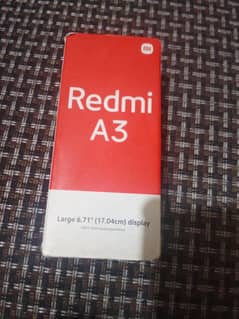 mi
Redmi
A3
Large 6.71" (17.04cm) display